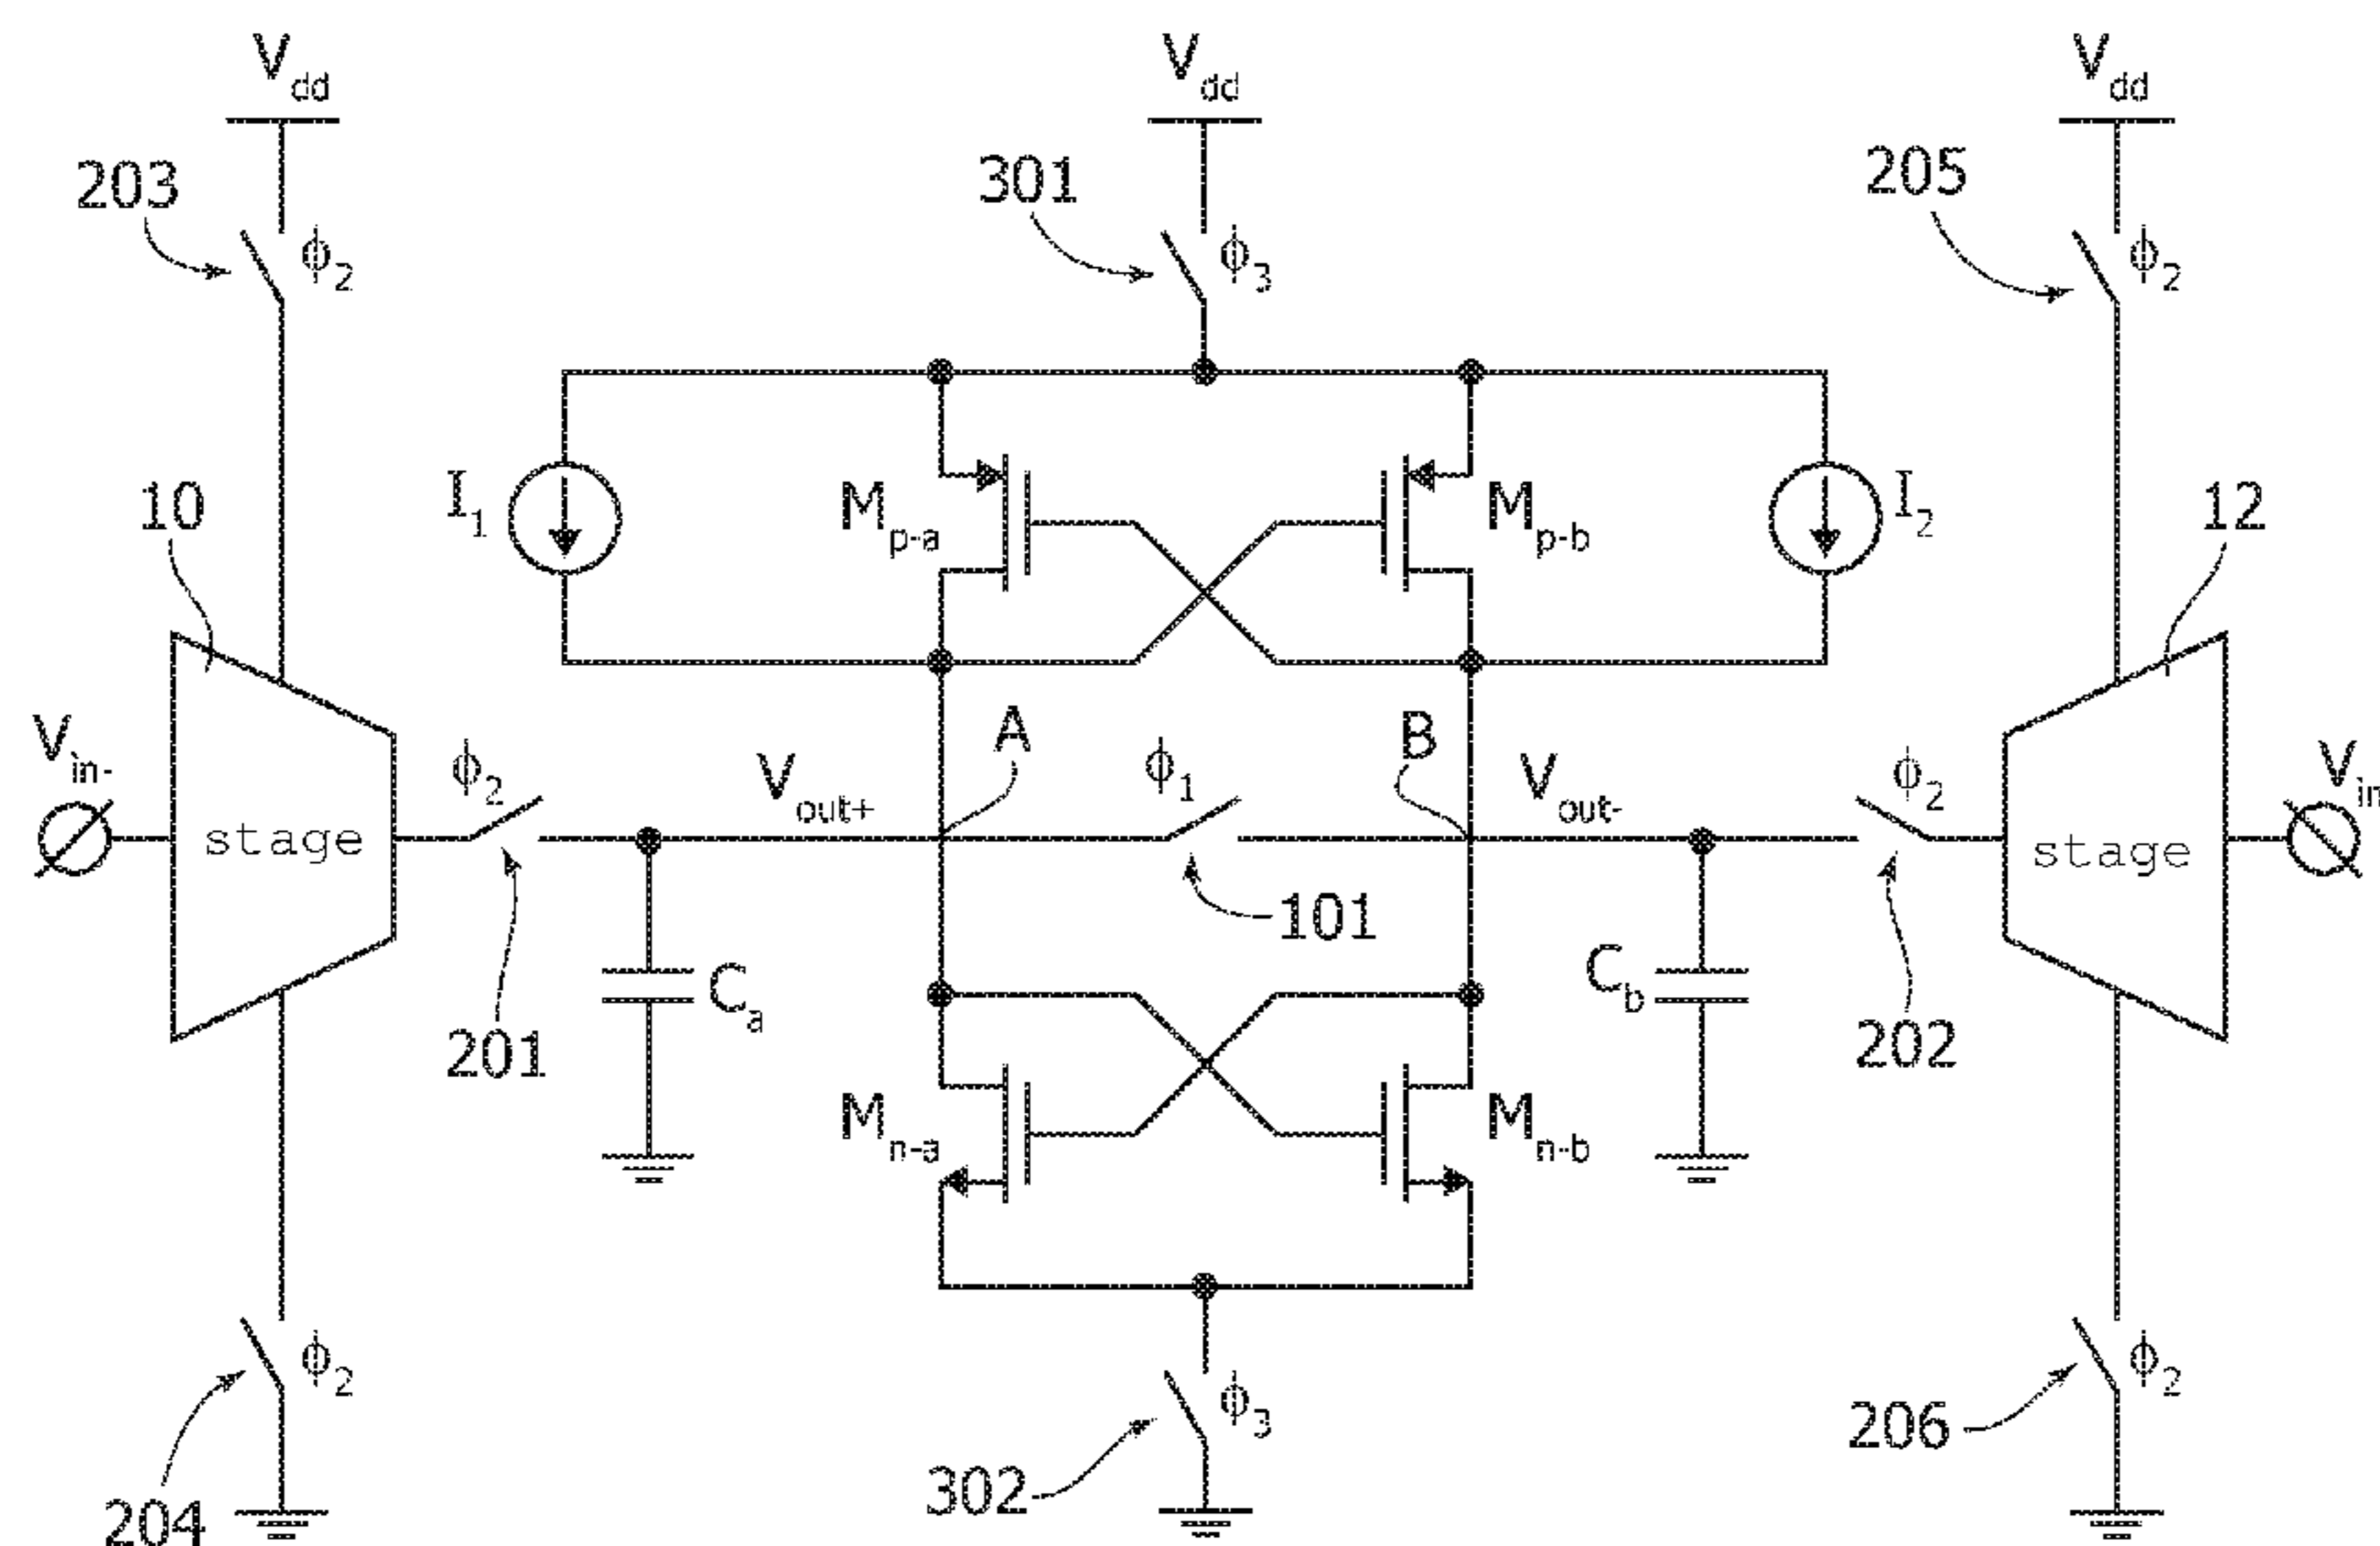 Vdd Vdd Vdd
203 301 205
ϕ2 ϕ3 ϕ2
10 I1 Mp-a Mp-b I2 12
Vin- ϕ2 Vout+ A ϕ1 B Vout- ϕ2 Vin
stage stage
101
201 Ca Cb 202
Mn-a Mn-b
ϕ2 ϕ3 ϕ2
204 302 206